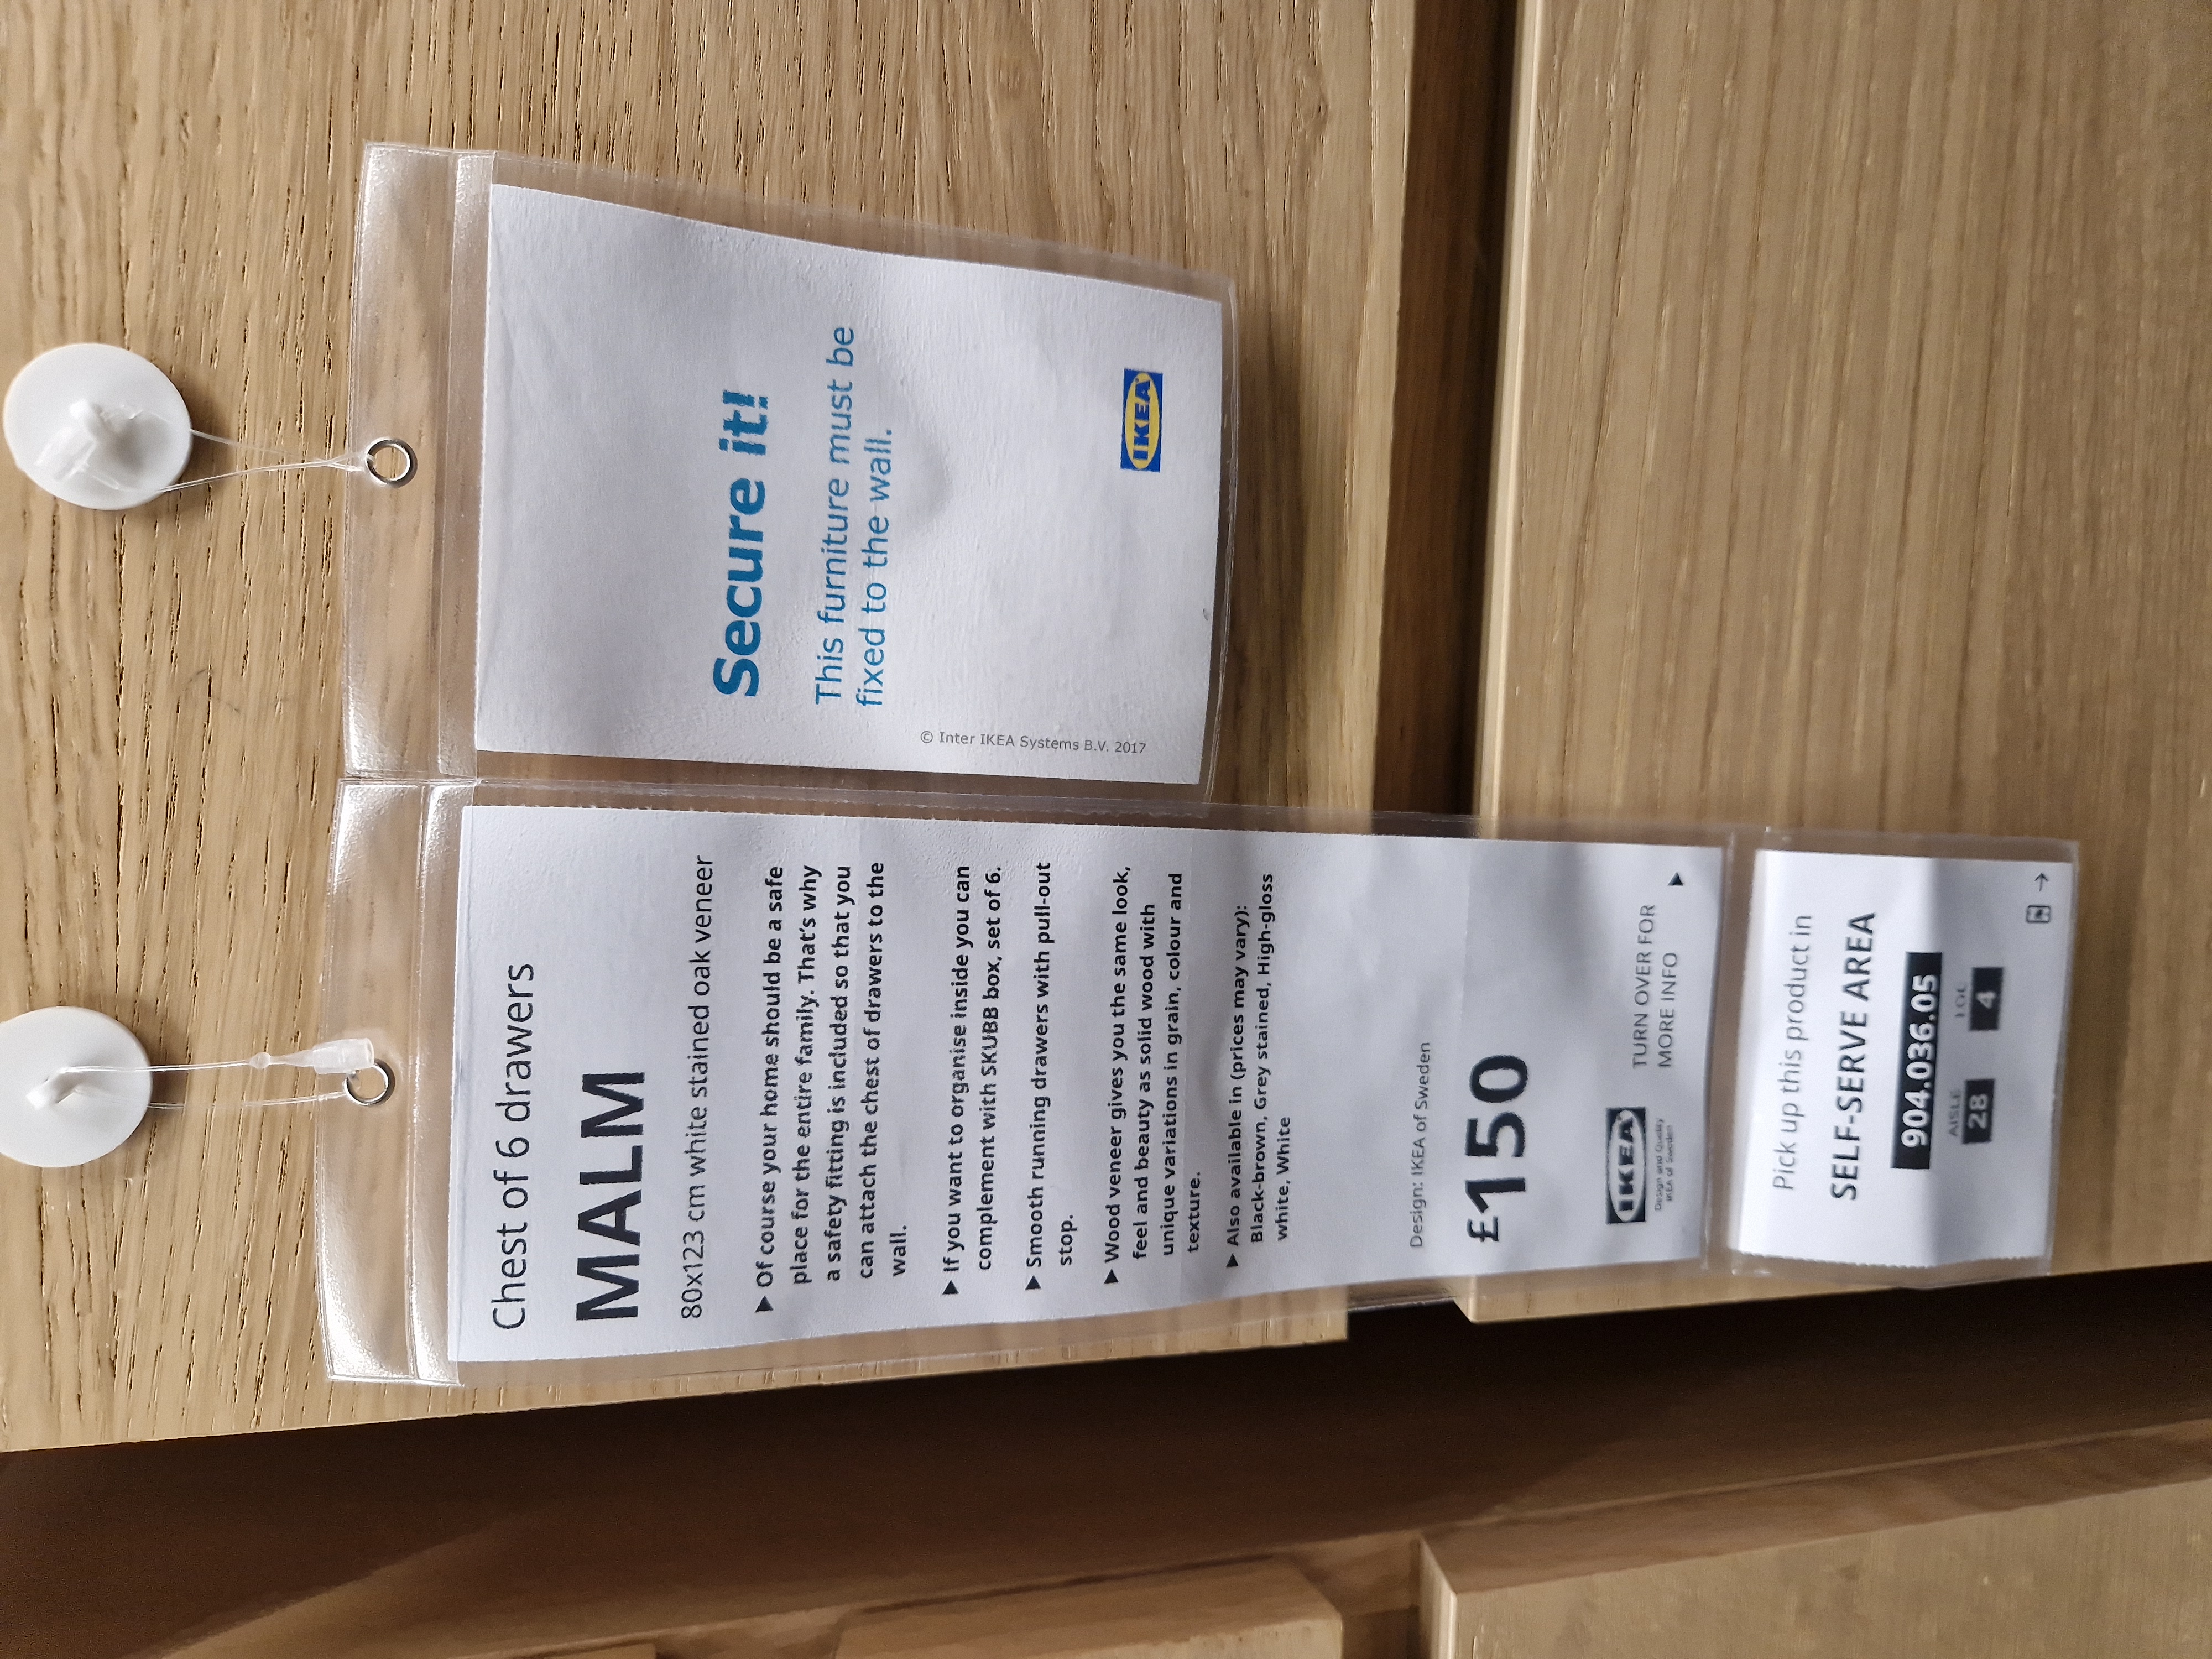 Chest of 6 drawers
MALM
80x123 cm white stained oak veneer
▶ Of course your home should be a safe
place for the entire family. That's why
a safety fitting is included so that you
can attach the chest of drawers to the
wall.
▶ If you want to organise inside you can
complement with SKUBB box, set of 6.
▶ Smooth running drawers with pull-out
stop.
▶ Wood veneer gives you the same look,
feel and beauty as solid wood with
unique variations in grain, colour and
texture.
▶ Also available in (prices may vary):
Black-brown, Grey stained, High-gloss
white, White
Design: IKEA of Sweden
£150
IKEA
Design and Quality
IKEA of Sweden
TURN OVER FOR
MORE INFO ▶
Pick up this product in
SELF-SERVE AREA
904.036.05
AISLE LOC
28 4
Secure it!
This furniture must be
fixed to the wall.
© Inter IKEA Systems B.V. 2017
IKEA